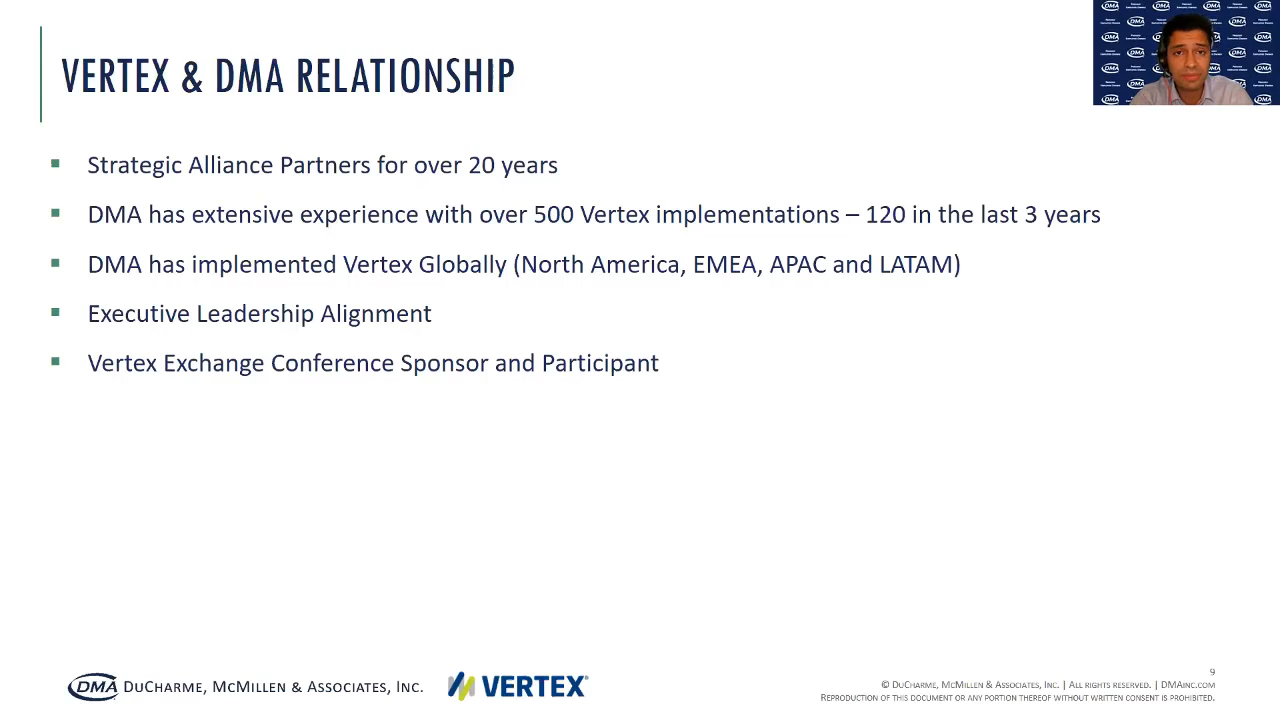 VERTEX & DMA RELATIONSHIP
Strategic Alliance Partners for over 20 years
DMA has extensive experience with over 500 Vertex implementations – 120 in the last 3 years
DMA has implemented Vertex Globally (North America, EMEA, APAC and LATAM)
Executive Leadership Alignment
Vertex Exchange Conference Sponsor and Participant
DMA DUCHARME, MCMILLEN & ASSOCIATES, INC.
VERTEX
9
© DUCHARME, MCMILLEN & ASSOCIATES, INC. | ALL RIGHTS RESERVED. | DMAINC.COM
REPRODUCTION OF THIS DOCUMENT OR ANY PORTION THEREOF WITHOUT WRITTEN CONSENT IS PROHIBITED.